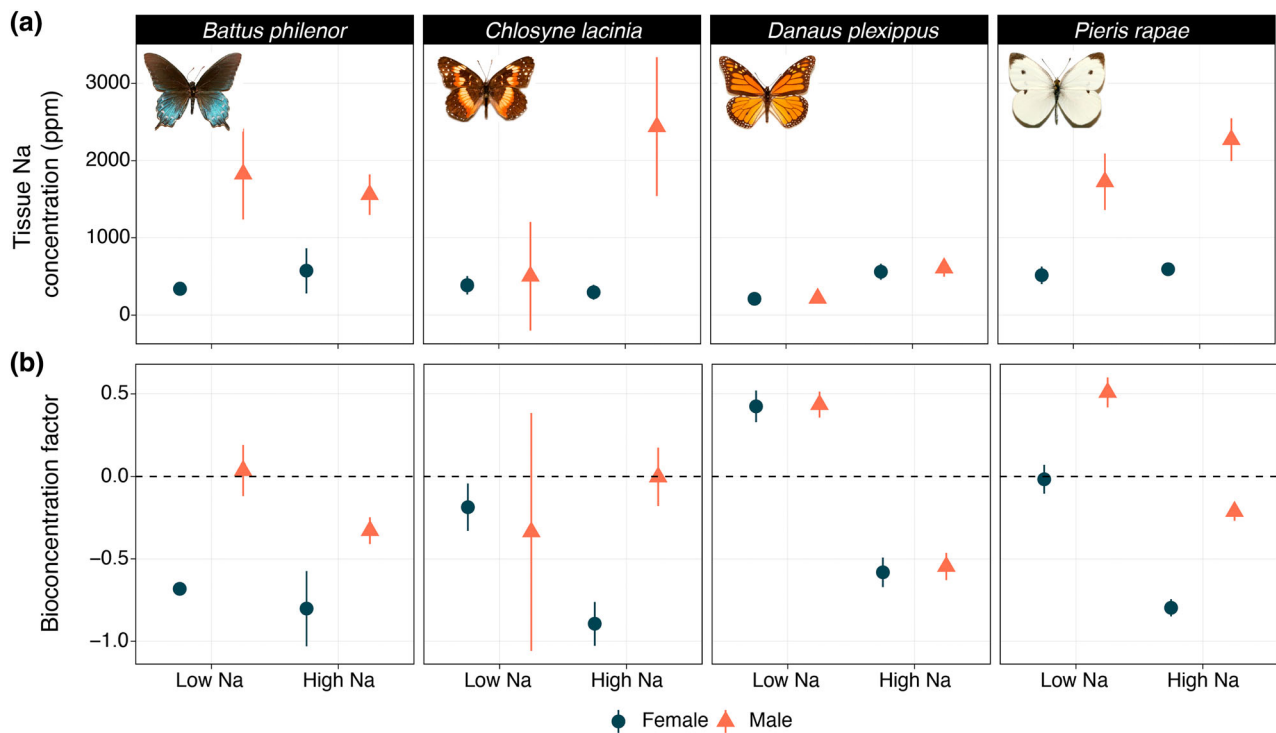 (a)
Battus philenor
Chlosyne lacinia
Danaus plexippus
Pieris rapae
Tissue Na
concentration (ppm)
3000
2000
1000
0
(b)
Bioconcentration factor
0.5
0.0
−0.5
−1.0
Low Na High Na
Low Na High Na
Low Na High Na
Low Na High Na
Female Male